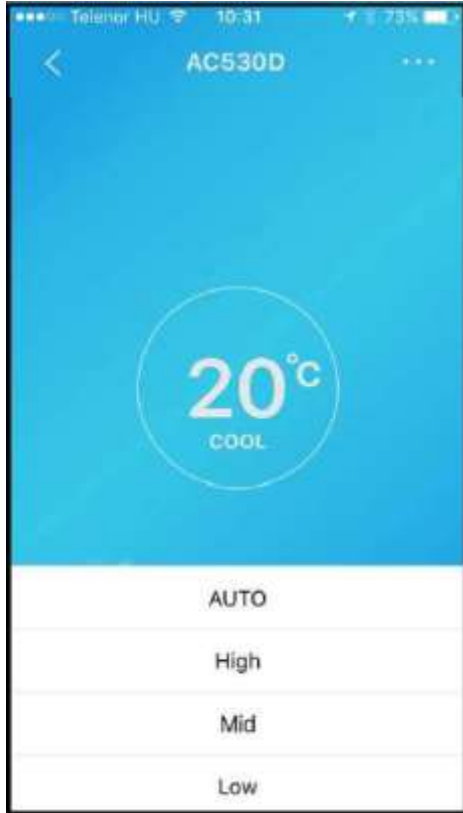 Telenor HU 10:31 73%
< AC530D ...
20°C
COOL
AUTO
High
Mid
Low